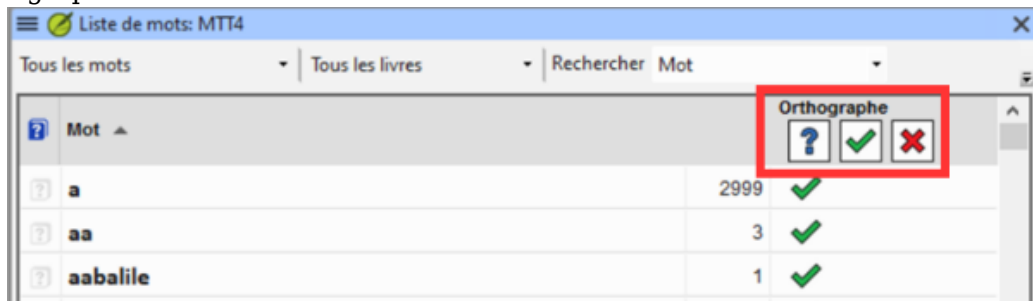 Liste de mots: MTT4
Tous les mots Tous les livres Rechercher Mot
Orthographe
Mot
a 2999
aa 3
aabalile 1